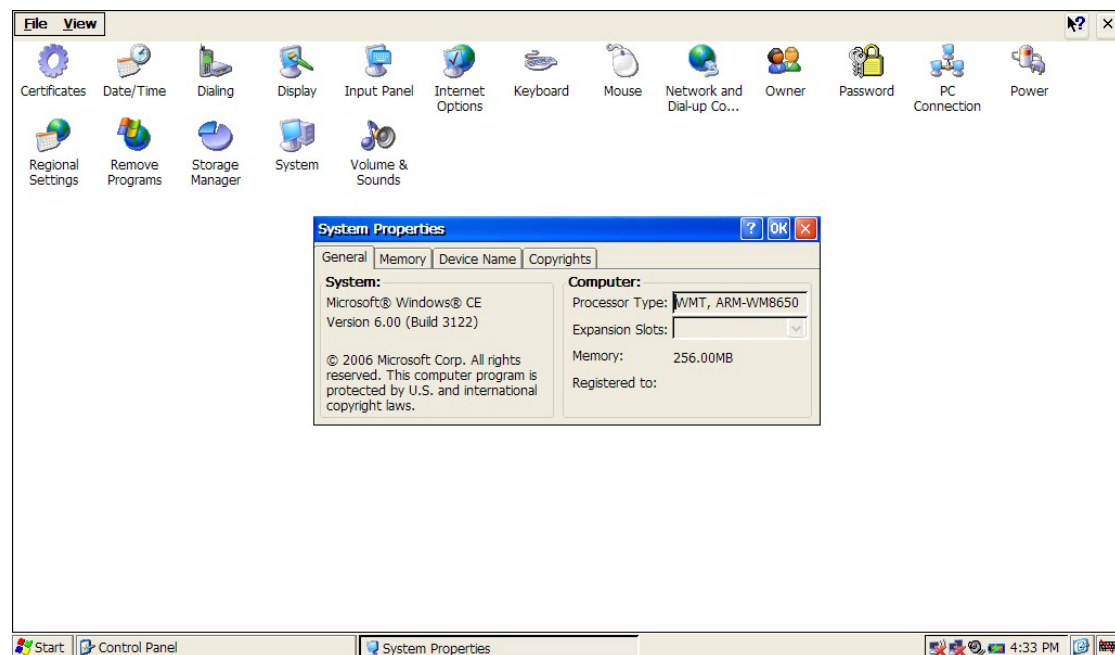 File View
Certificates Date/Time Dialing Display Input Panel Internet Options Keyboard Mouse Network and Dial-up Co... Owner Password PC Connection Power
Regional Settings Remove Programs Storage Manager System Volume & Sounds
System Properties ? OK
General Memory Device Name Copyrights
System:
Microsoft® Windows® CE
Version 6.00 (Build 3122)
© 2006 Microsoft Corp. All rights
reserved. This computer program is
protected by U.S. and international
copyright laws.
Computer:
Processor Type: WMT, ARM-WM8650
Expansion Slots:
Memory: 256.00MB
Registered to:
Start Control Panel System Properties 4:33 PM